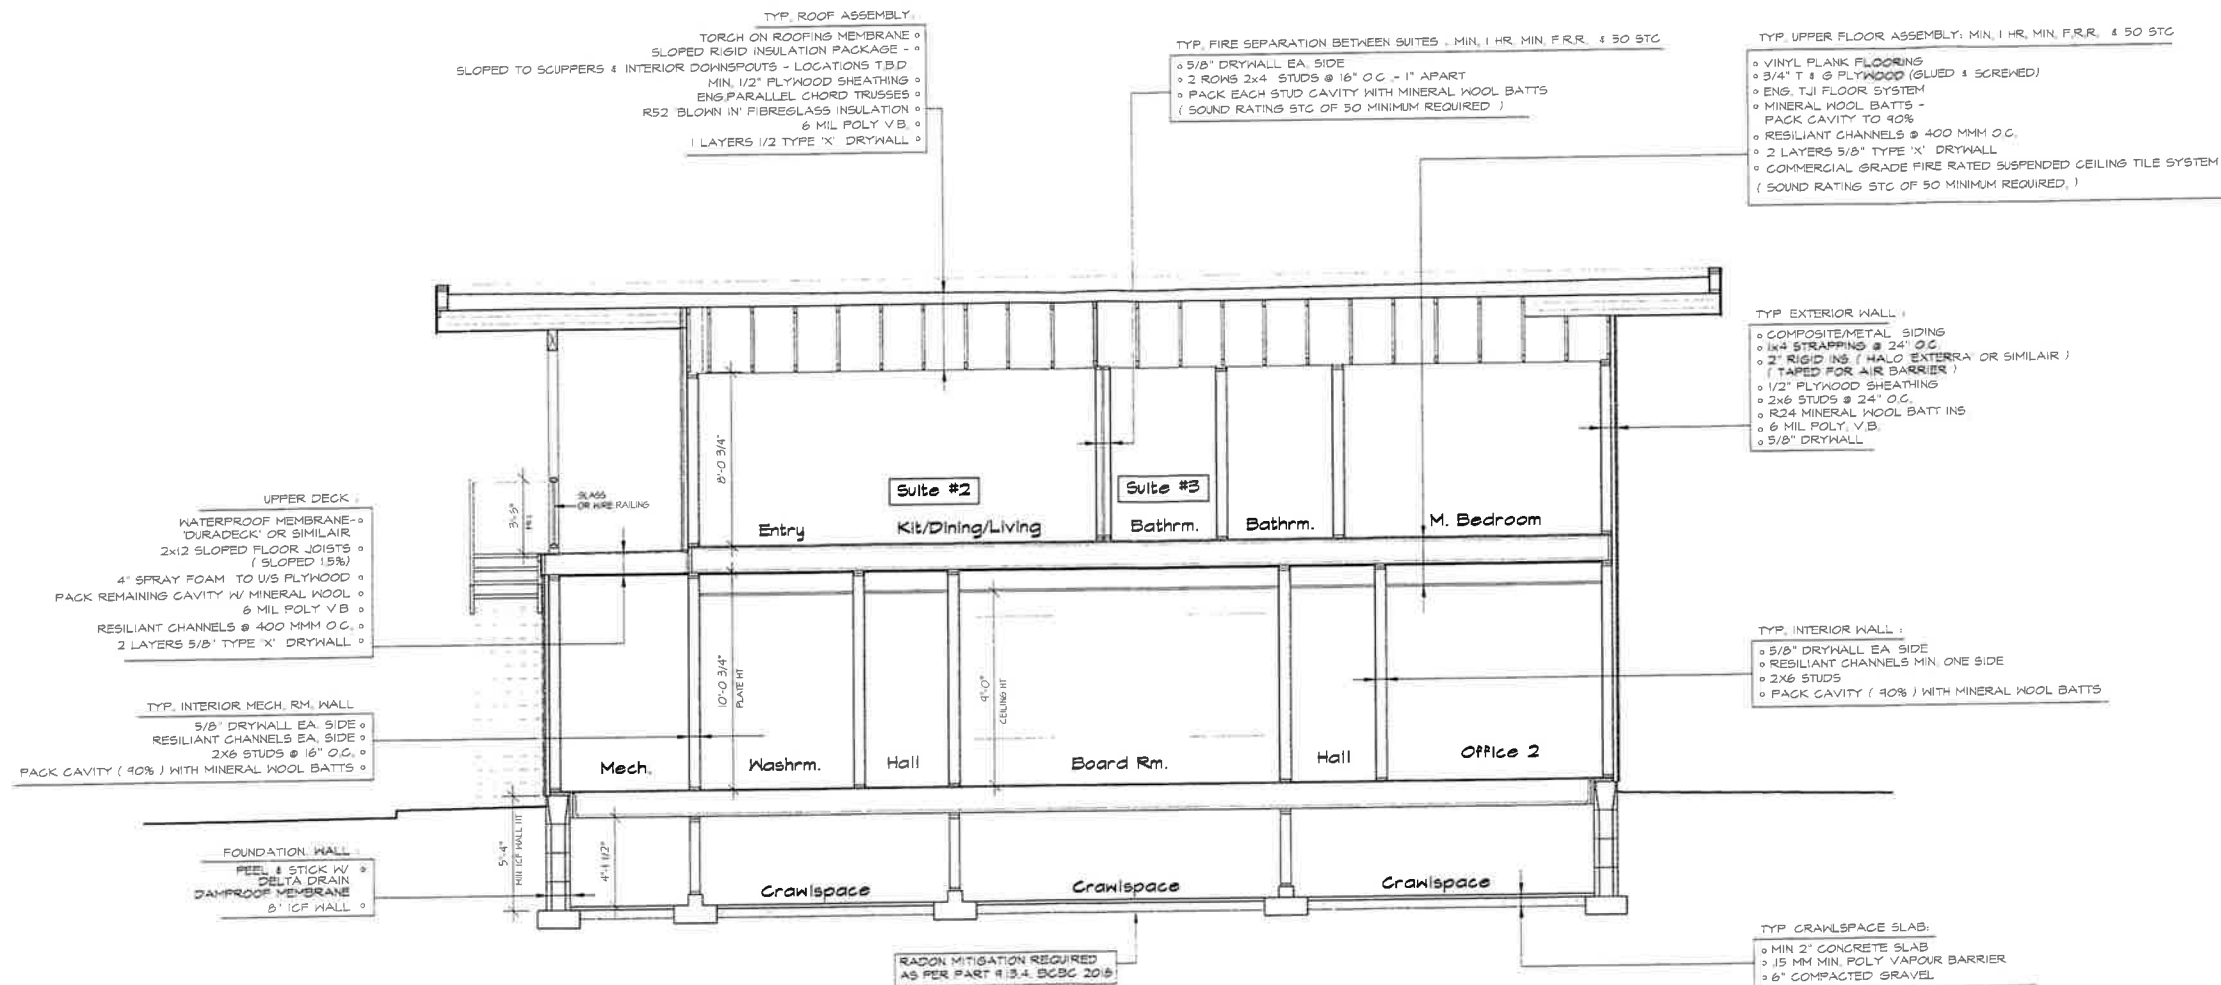 TYP. ROOF ASSEMBLY:
TORCH ON ROOFING MEMBRANE
SLOPED RIGID INSULATION PACKAGE -
SLOPED TO SCUPPERS & INTERIOR DOWNSPOUTS - LOCATIONS T.B.D
MIN. 1/2" PLYWOOD SHEATHING
ENG. PARALLEL CHORD TRUSSES
R52 'BLOWN IN' FIBREGLASS INSULATION
6 MIL POLY V.B.
1 LAYERS 1/2 TYPE 'X' DRYWALL
TYP. FIRE SEPARATION BETWEEN SUITES : MIN. 1 HR. MIN. F.R.R. & 50 STC
5/8" DRYWALL EA. SIDE
2 ROWS 2x4 STUDS @ 16" O.C. - 1" APART
PACK EACH STUD CAVITY WITH MINERAL WOOL BATTS
( SOUND RATING STC OF 50 MINIMUM REQUIRED )
TYP. UPPER FLOOR ASSEMBLY: MIN. 1 HR. MIN. F.R.R. & 50 STC
VINYL PLANK FLOORING
3/4" T & G PLYWOOD (GLUED & SCREWED)
ENG. TJI FLOOR SYSTEM
MINERAL WOOL BATTS -
PACK CAVITY TO 90%
RESILIANT CHANNELS @ 400 MMM O.C.
2 LAYERS 5/8" TYPE 'X' DRYWALL
COMMERCIAL GRADE FIRE RATED SUSPENDED CEILING TILE SYSTEM
( SOUND RATING STC OF 50 MINIMUM REQUIRED. )
TYP EXTERIOR WALL :
COMPOSITE/METAL SIDING
1x4 STRAPPING @ 24" O.C.
2" RIGID INS. ( HALO 'EXTERRA' OR SIMILAIR )
( TAPED FOR AIR BARRIER )
1/2" PLYWOOD SHEATHING
2x6 STUDS @ 24" O.C.
R24 MINERAL WOOL BATT INS
6 MIL POLY. V.B.
5/8" DRYWALL
8'-0 3/4"
Suite #2
Suite #3
Entry
Kit/Dining/Living
Bathrm.
Bathrm.
M. Bedroom
3'-5"
GLASS
OR WIRE RAILING
UPPER DECK :
WATERPROOF MEMBRANE-
'DURADECK' OR SIMILAIR
2x12 SLOPED FLOOR JOISTS
( SLOPED 1.5%)
4" SPRAY FOAM TO U/S PLYWOOD
PACK REMAINING CAVITY W/ MINERAL WOOL
6 MIL POLY V.B
RESILIANT CHANNELS @ 400 MMM O.C.
2 LAYERS 5/8" TYPE 'X' DRYWALL
TYP. INTERIOR MECH. RM. WALL
5/8" DRYWALL EA. SIDE
RESILIANT CHANNELS EA. SIDE
2X6 STUDS @ 16" O.C.
PACK CAVITY ( 90% ) WITH MINERAL WOOL BATTS
10'-0 3/4"
PLATE HT
9'-0"
CEILING HT
Mech.
Washrm.
Hall
Board Rm.
Hall
Office 2
TYP. INTERIOR WALL :
5/8" DRYWALL EA SIDE
RESILIANT CHANNELS MIN. ONE SIDE
2X6 STUDS
PACK CAVITY ( 90% ) WITH MINERAL WOOL BATTS
FOUNDATION WALL :
PEEL & STICK W/
DELTA DRAIN
DAMPROOF MEMBRANE
8" ICF WALL
5'-4"
MIN ICF WALL HT
4'-1 1/2"
Crawlspace
Crawlspace
Crawlspace
RADON MITIGATION REQUIRED
AS PER PART 9.13.4. BCBC 2018
TYP CRAWLSPACE SLAB:
MIN 2" CONCRETE SLAB
.15 MM MIN. POLY VAPOUR BARRIER
6" COMPACTED GRAVEL